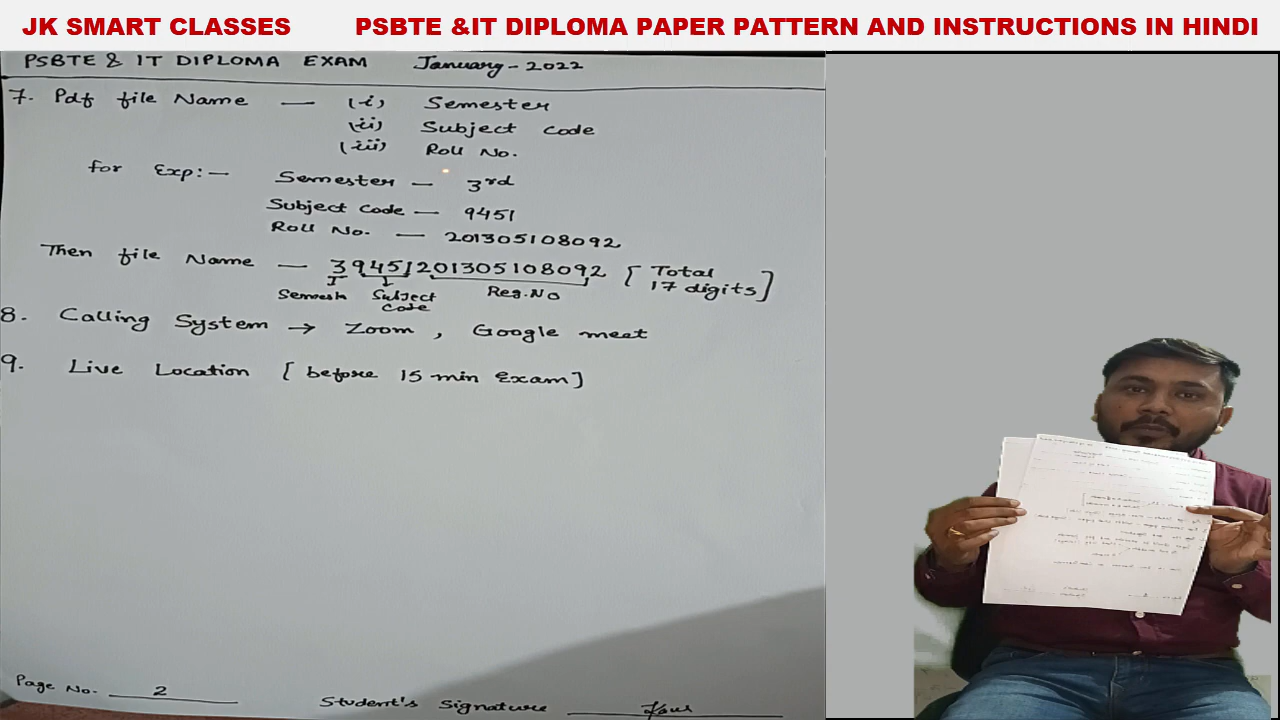 JK SMART CLASSES PSBTE &IT DIPLOMA PAPER PATTERN AND INSTRUCTIONS IN HINDI
PSBTE & IT DIPLOMA EXAM January-2022
7. Pdf file Name — (i) Semester
(ii) Subject code
(iii) Roll No.
for Exp:— Semester — 3rd
Subject Code — 9451
Roll No. — 201305108092
Then file Name — 39451201305108092 [Total 17 digits]
Semester Subject Code Reg.No
8. Calling System → Zoom, Google meet
9. Live Location [before 15 min Exam]
Page No. 2 Student's Signature